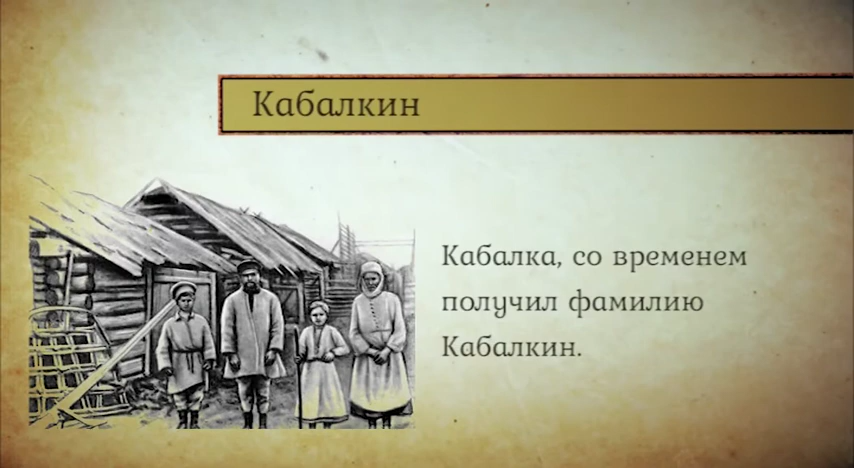 Кабалкин
Кабалка, со временем
получил фамилию
Кабалкин.